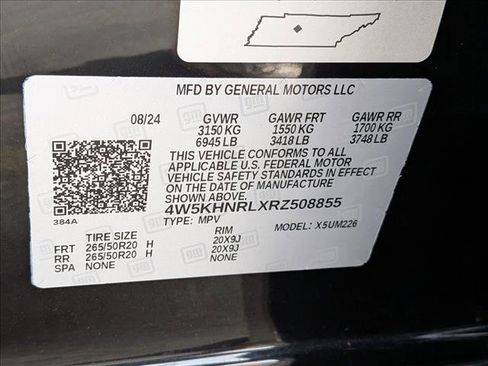 MFD BY GENERAL MOTORS LLC
08/24 GVWR GAWR FRT GAWR RR
3150 KG 1550 KG 1700 KG
6945 LB 3418 LB 3748 LB
THIS VEHICLE CONFORMS TO ALL
APPLICABLE U.S. FEDERAL MOTOR
VEHICLE SAFETY STANDARDS IN EFFECT
ON THE DATE OF MANUFACTURE
SHOWN ABOVE.
4W5KHNRLXRZ508855
384A
TYPE: MPV MODEL: X5UM226
TIRE SIZE RIM
FRT 265/50R20 H 20X9J
RR 265/50R20 H 20X9J
SPA NONE NONE
gm